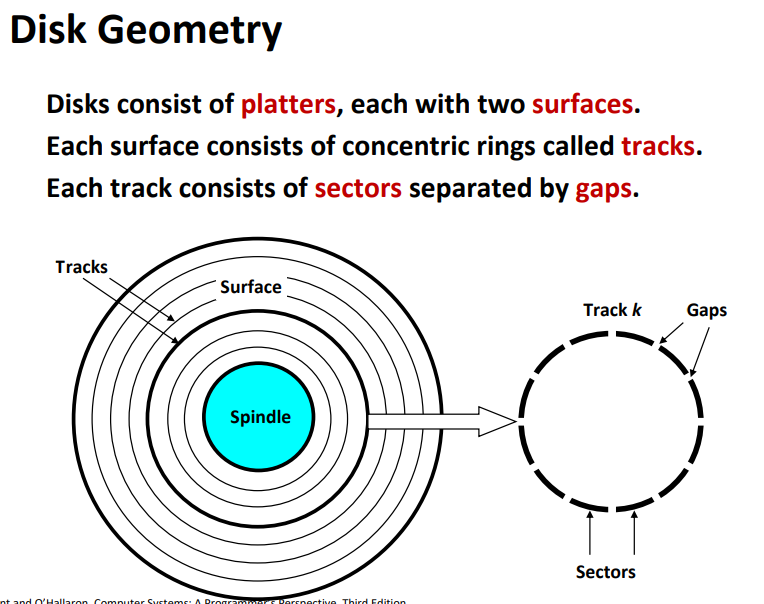 Disk Geometry
Disks consist of platters, each with two surfaces.
Each surface consists of concentric rings called tracks.
Each track consists of sectors separated by gaps.
Tracks
Surface
Track k
Gaps
Spindle
Sectors
and O'Hallaron, Computer Systems: A Programmer's Perspective, Third Edition